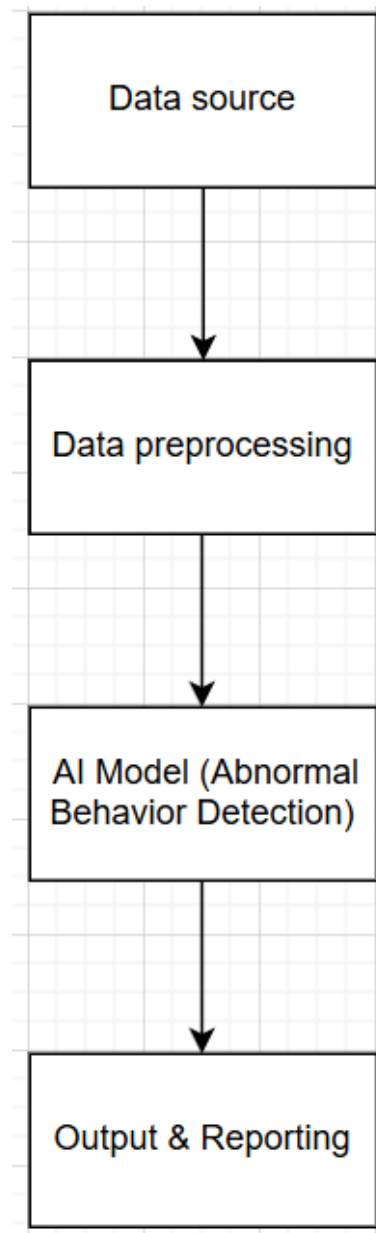 Data source
Data preprocessing
AI Model (Abnormal
Behavior Detection)
Output & Reporting